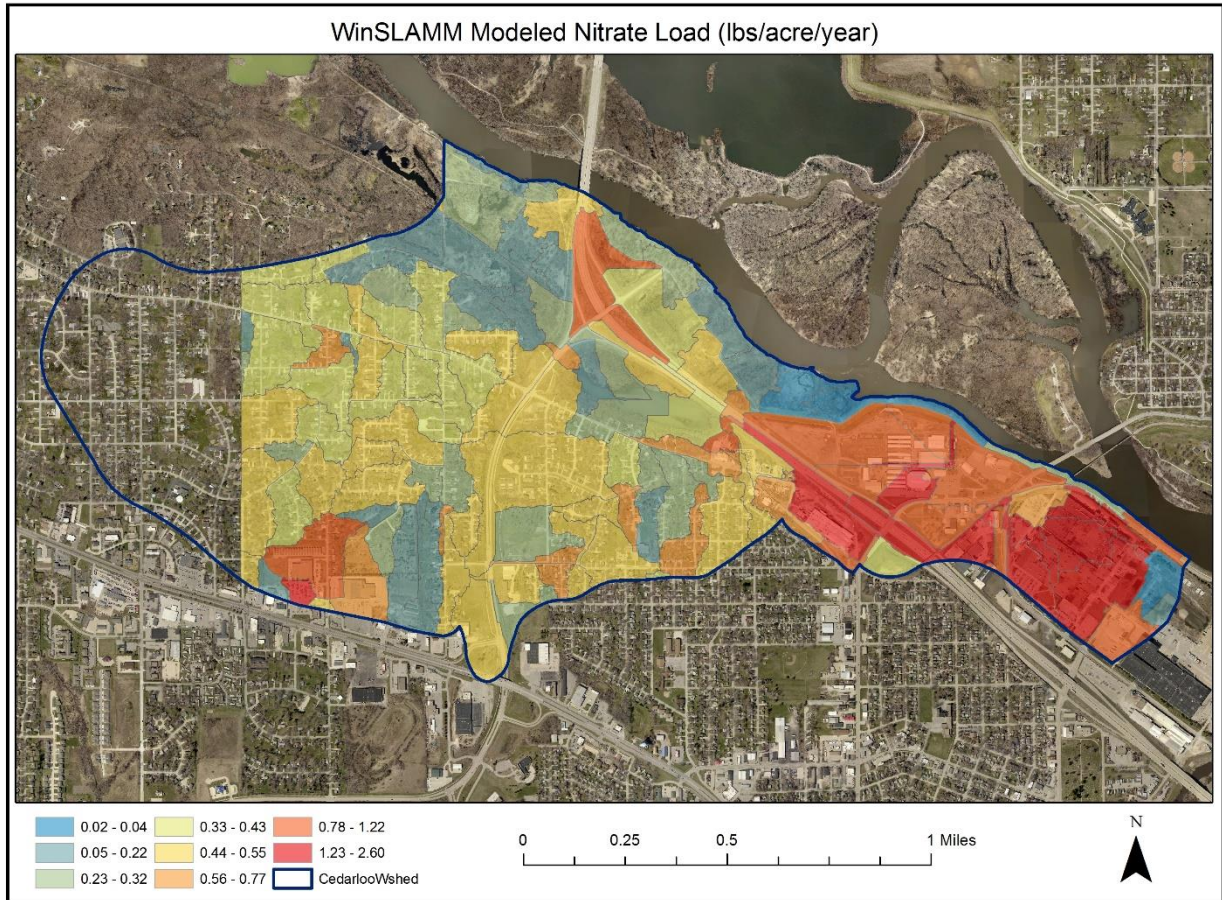 WinSLAMM Modeled Nitrate Load (lbs/acre/year)
0.02 - 0.04
0.33 - 0.43
0.78 - 1.22
0.05 - 0.22
0.44 - 0.55
1.23 - 2.60
0.23 - 0.32
0.56 - 0.77
CedarlooWshed
0 0.25 0.5 1 Miles
N